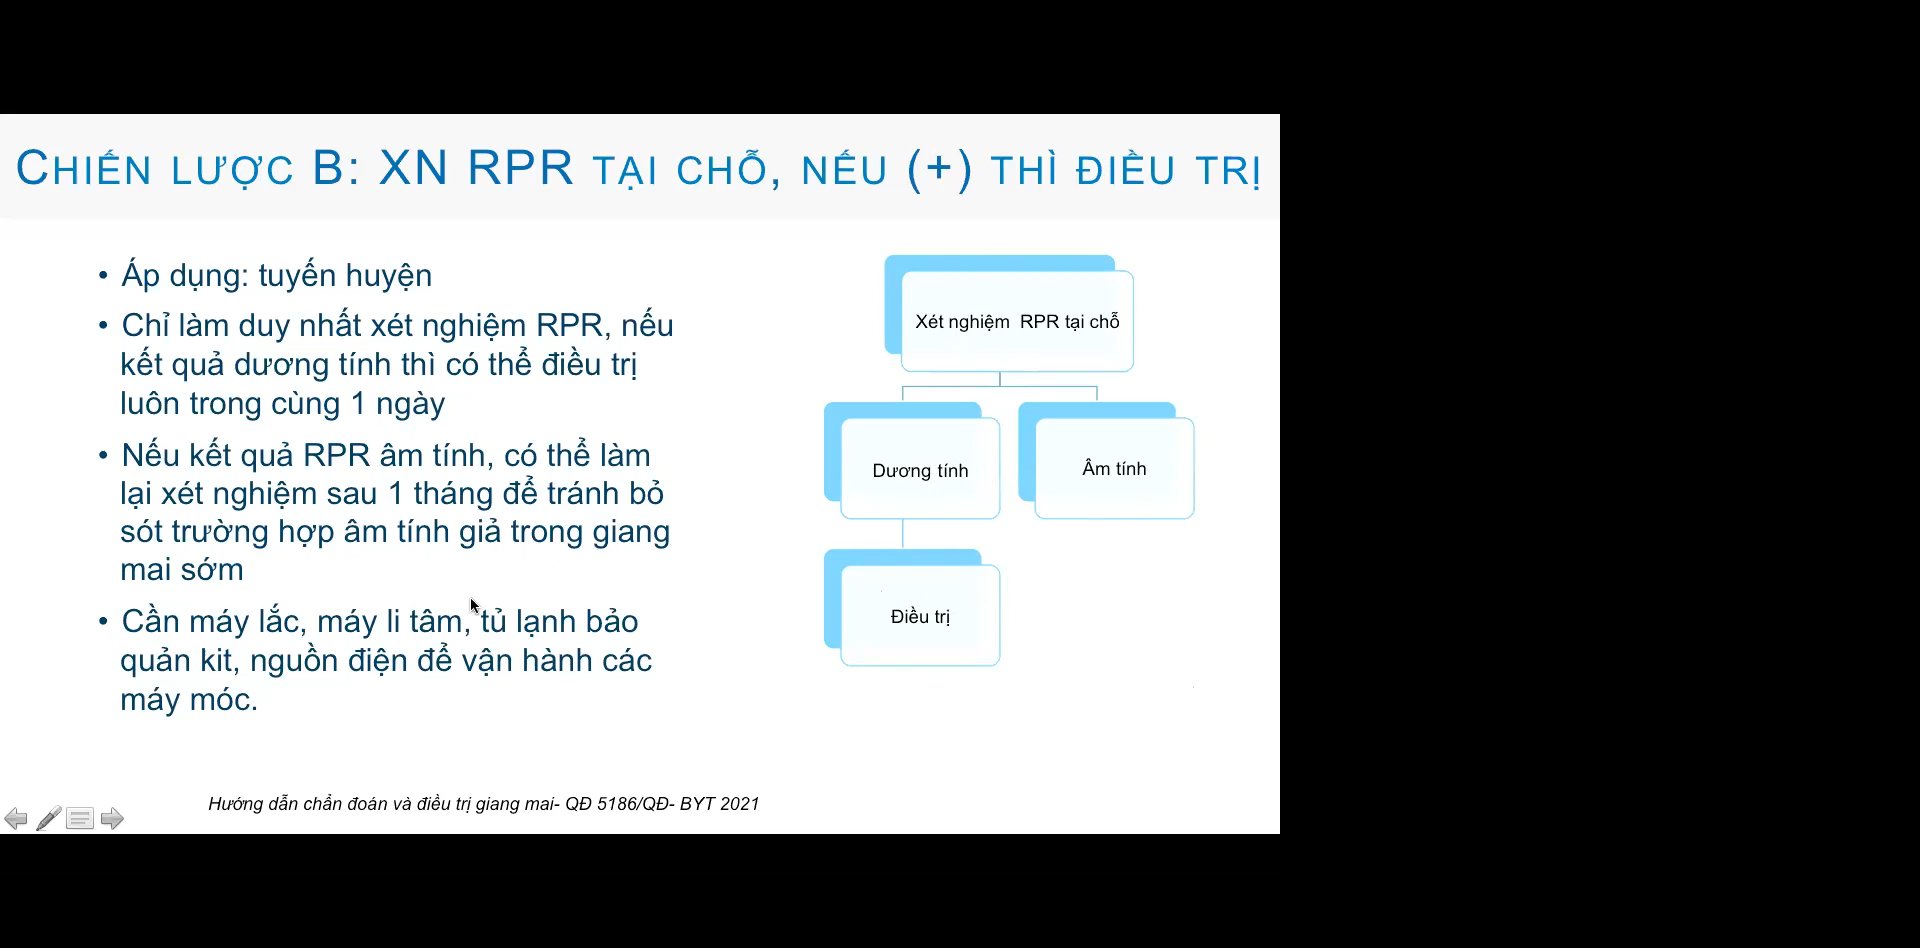 CHIẾN LƯỢC B: XN RPR TẠI CHỖ, NẾU (+) THÌ ĐIỀU TRỊ
• Áp dụng: tuyến huyện
• Chỉ làm duy nhất xét nghiệm RPR, nếu
kết quả dương tính thì có thể điều trị
luôn trong cùng 1 ngày
• Nếu kết quả RPR âm tính, có thể làm
lại xét nghiệm sau 1 tháng để tránh bỏ
sót trường hợp âm tính giả trong giang
mai sớm
• Cần máy lắc, máy li tâm, tủ lạnh bảo
quản kit, nguồn điện để vận hành các
máy móc.
Xét nghiệm RPR tại chỗ
Dương tính
Âm tính
Điều trị
Hướng dẫn chẩn đoán và điều trị giang mai- QĐ 5186/QĐ- BYT 2021